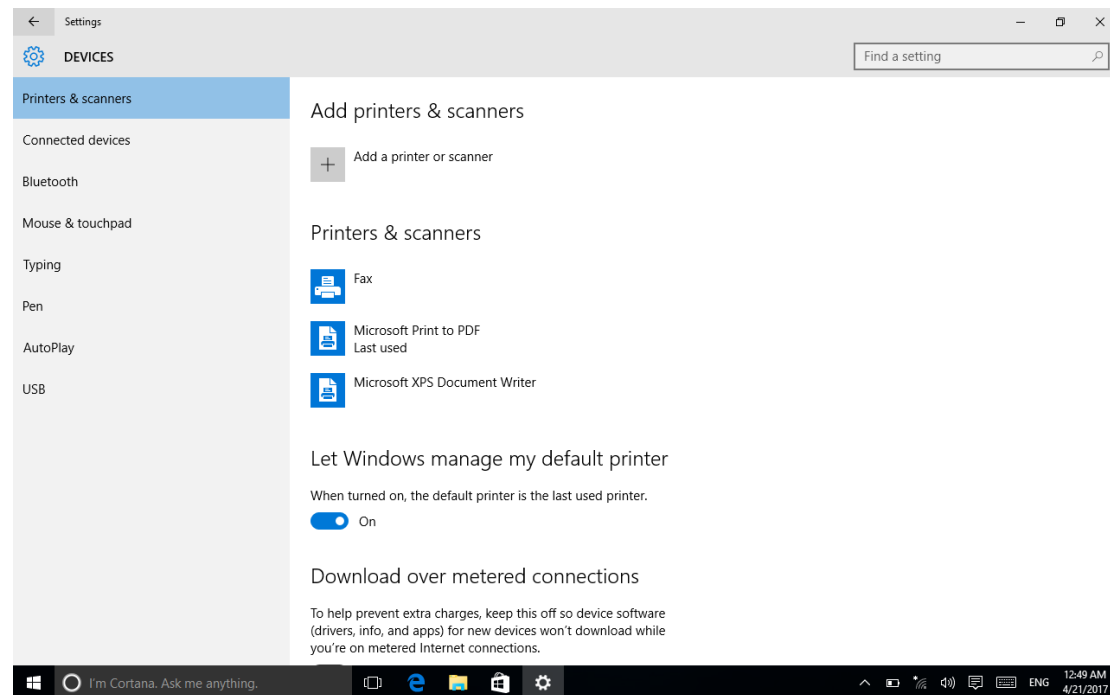 Settings
DEVICES
Find a setting
Printers & scanners
Connected devices
Bluetooth
Mouse & touchpad
Typing
Pen
AutoPlay
USB
Add printers & scanners
Add a printer or scanner
Printers & scanners
Fax
Microsoft Print to PDF
Last used
Microsoft XPS Document Writer
Let Windows manage my default printer
When turned on, the default printer is the last used printer.
On
Download over metered connections
To help prevent extra charges, keep this off so device software
(drivers, info, and apps) for new devices won't download while
you're on metered Internet connections.
I'm Cortana. Ask me anything.
ENG
12:49 AM
4/21/2017